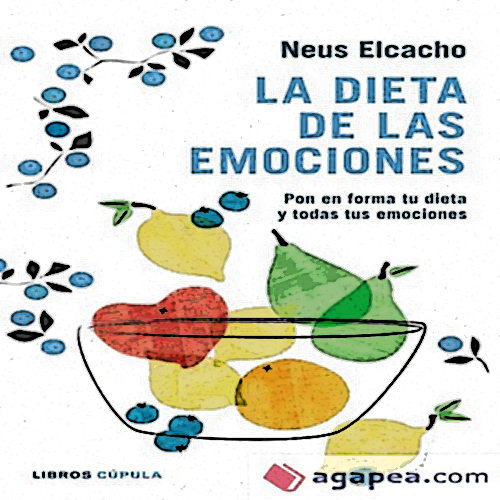 Neus Elcacho
LA DIETA
DE LAS
EMOCIONES
Pon en forma tu dieta
y todas tus emociones
LIBROS CÚPULA
agapea.com